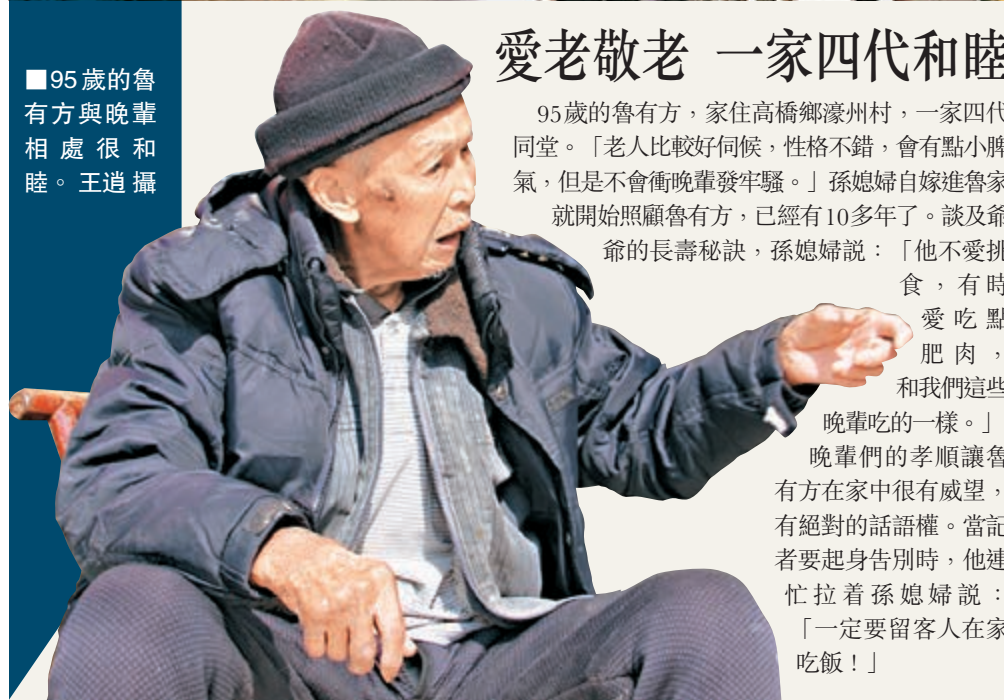 ■95歲的魯
有方與晚輩
相處很和
睦。 王逍 攝
愛老敬老 一家四代和睦
95歲的魯有方，家住高橋鄉濠州村，一家四代
同堂。「老人比較好伺候，性格不錯，會有點小脾
氣，但是不會衝晚輩發牢騷。」孫媳婦自嫁進魯家
就開始照顧魯有方，已經有10多年了。談及爺
爺的長壽秘訣，孫媳婦説：「他不愛挑
食，有時
愛吃點
肥肉，
和我們這些
晚輩吃的一樣。」
晚輩們的孝順讓魯
有方在家中很有威望，
有絕對的話語權。當記
者要起身告別時，他連
忙拉着孫媳婦説：
「一定要留客人在家
吃飯！」